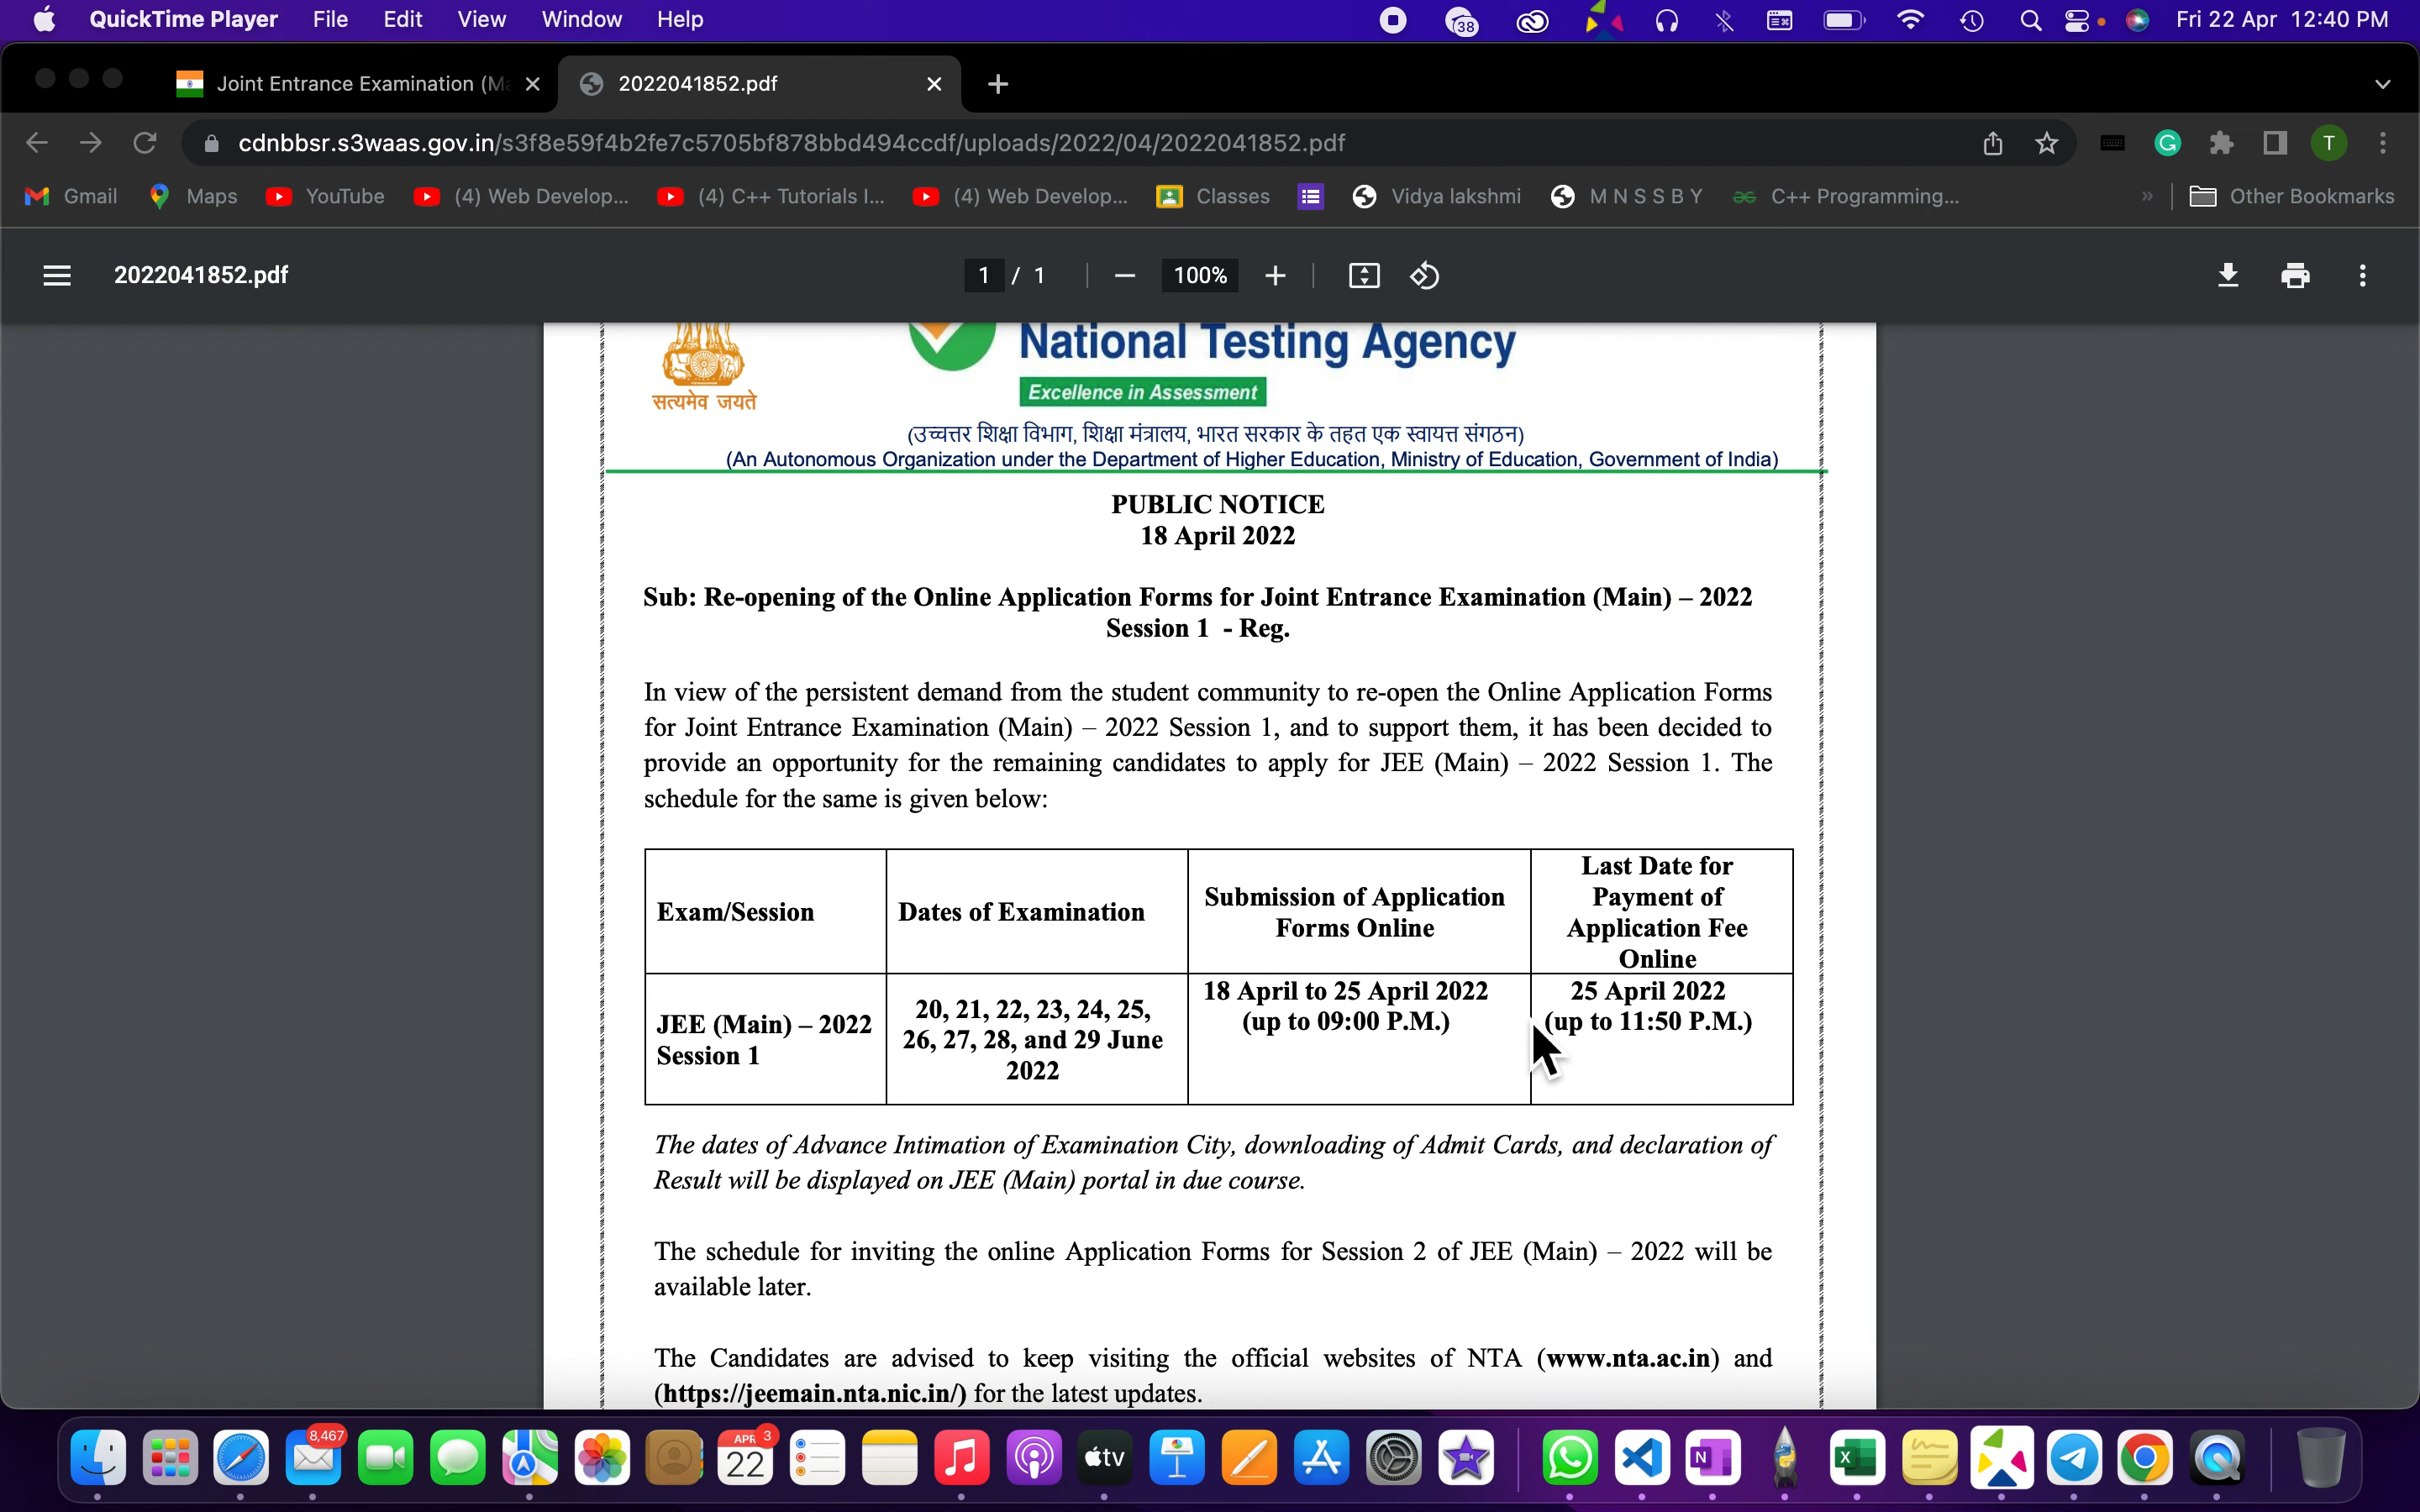 QuickTime Player File Edit View Window Help 38 Fri 22 Apr 12:40 PM
Joint Entrance Examination (Ma 2022041852.pdf
cdnbbsr.s3waas.gov.in/s3f8e59f4b2fe7c5705bf878bbd494ccdf/uploads/2022/04/2022041852.pdf G T
Gmail Maps YouTube (4) Web Develop... (4) C++ Tutorials I... (4) Web Develop... Classes Vidya lakshmi M N S S B Y C++ Programming... » Other Bookmarks
2022041852.pdf 1 / 1 100%
National Testing Agency
Excellence in Assessment
सत्यमेव जयते
(उच्चतर शिक्षा विभाग, शिक्षा मंत्रालय, भारत सरकार के तहत एक स्वायत्त संगठन)
(An Autonomous Organization under the Department of Higher Education, Ministry of Education, Government of India)
PUBLIC NOTICE
18 April 2022
Sub: Re-opening of the Online Application Forms for Joint Entrance Examination (Main) – 2022
Session 1 - Reg.
In view of the persistent demand from the student community to re-open the Online Application Forms
for Joint Entrance Examination (Main) – 2022 Session 1, and to support them, it has been decided to
provide an opportunity for the remaining candidates to apply for JEE (Main) – 2022 Session 1. The
schedule for the same is given below:
Exam/Session
Dates of Examination
Submission of Application
Forms Online
Last Date for
Payment of
Application Fee
Online
JEE (Main) – 2022
Session 1
20, 21, 22, 23, 24, 25,
26, 27, 28, and 29 June
2022
18 April to 25 April 2022
(up to 09:00 P.M.)
25 April 2022
(up to 11:50 P.M.)
The dates of Advance Intimation of Examination City, downloading of Admit Cards, and declaration of
Result will be displayed on JEE (Main) portal in due course.
The schedule for inviting the online Application Forms for Session 2 of JEE (Main) – 2022 will be
available later.
The Candidates are advised to keep visiting the official websites of NTA (www.nta.ac.in) and
(https://jeemain.nta.nic.in/) for the latest updates.
8,467 APR 3 22 tv N X